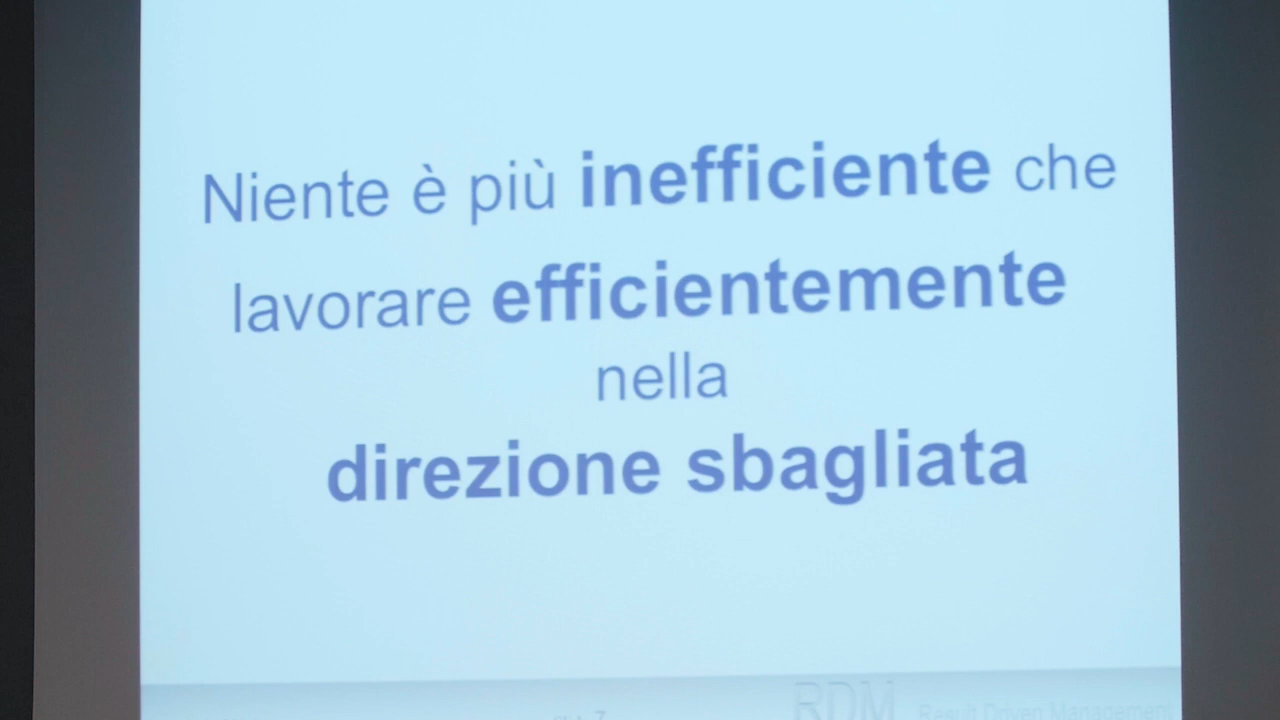 Niente è più inefficiente che
lavorare efficientemente
nella
direzione sbagliata
RDM Result Driven Management